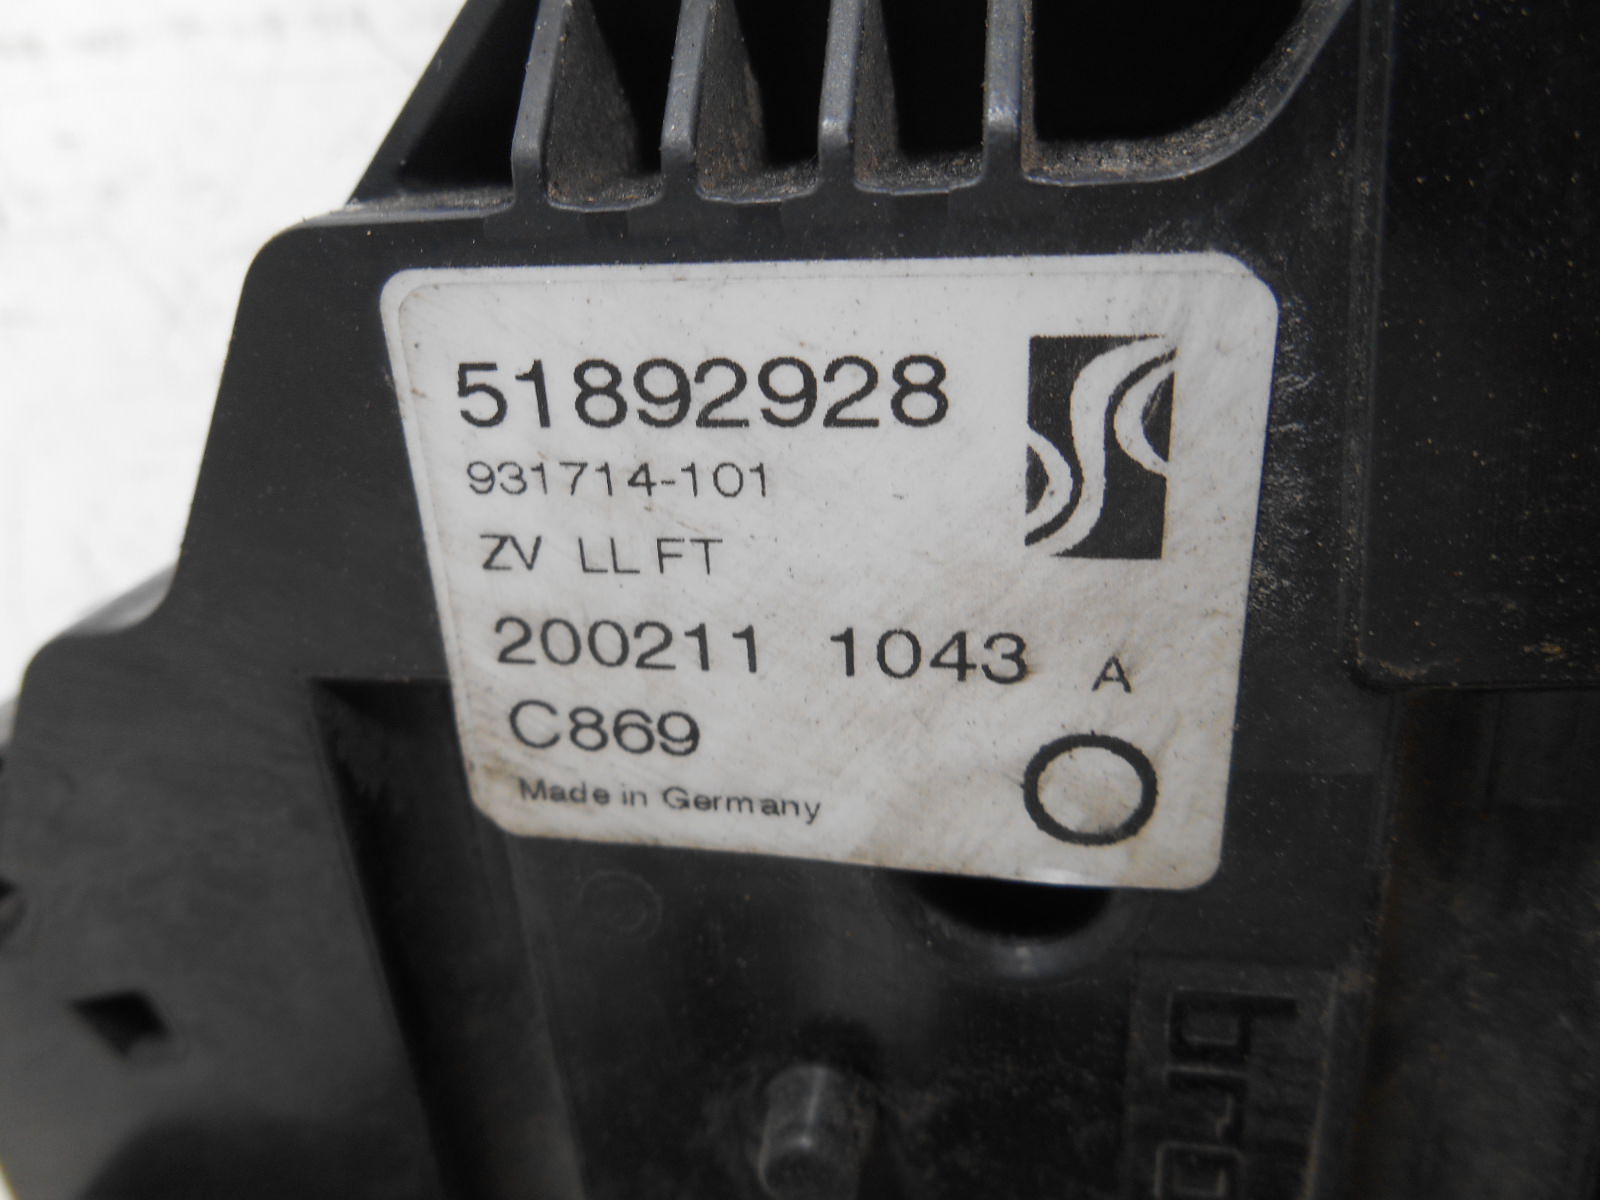 51892928
931714-101
ZV LL FT
200211 1043 A
C869
Made in Germany